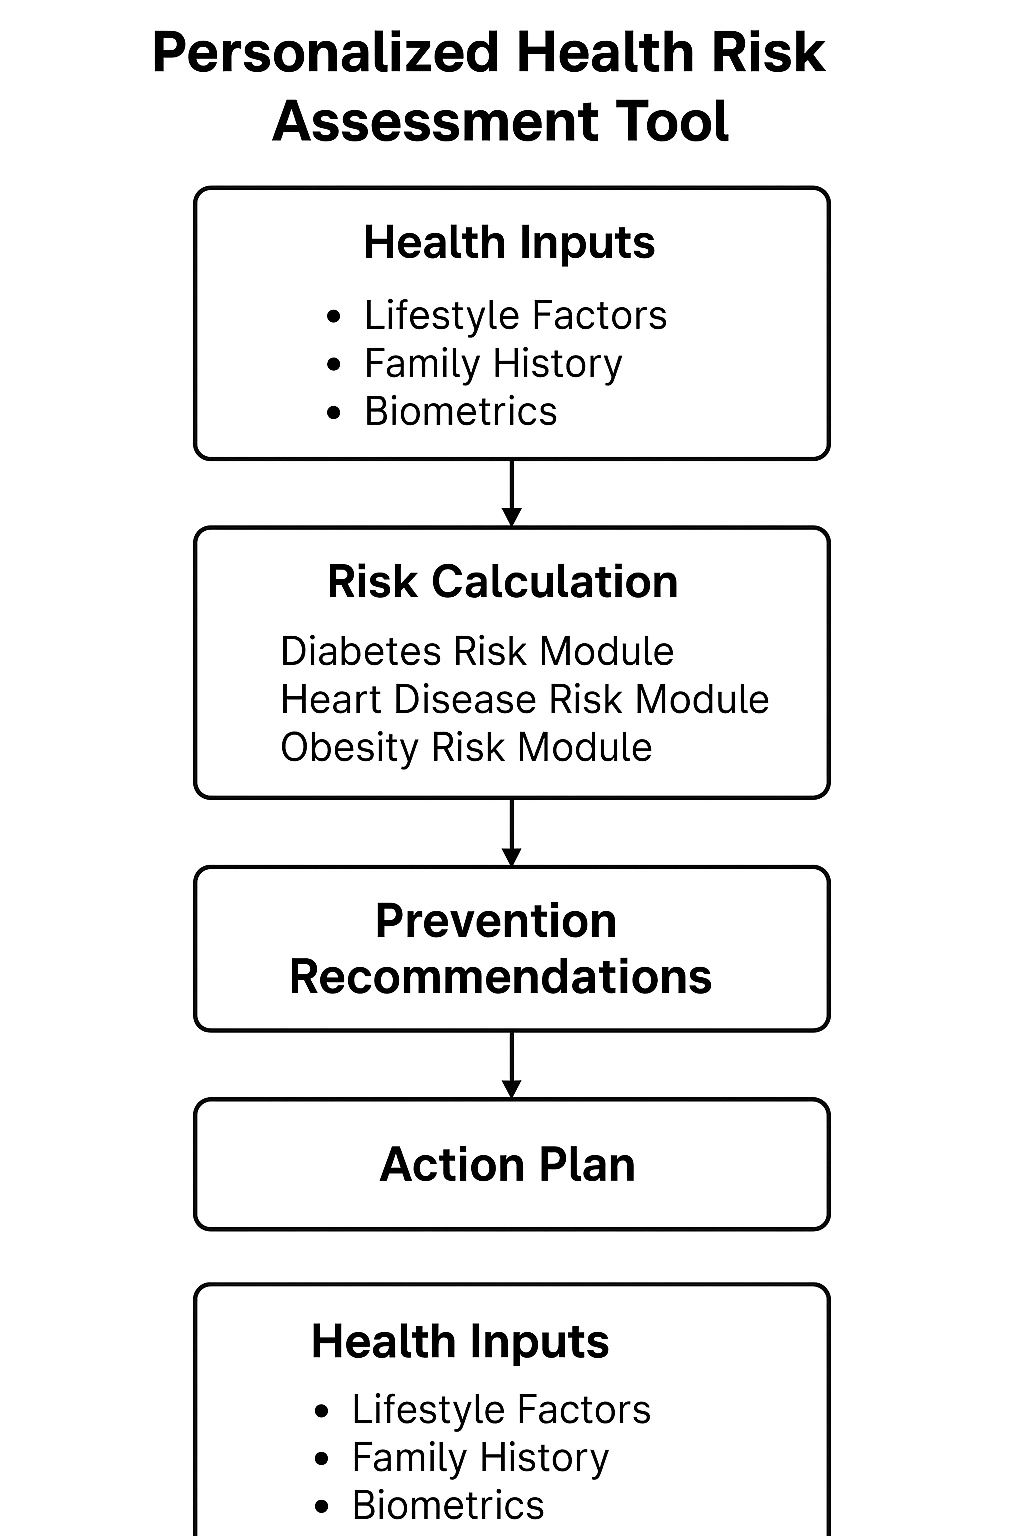 Personalized Health Risk
Assessment Tool
Health Inputs
• Lifestyle Factors
• Family History
• Biometrics
Risk Calculation
Diabetes Risk Module
Heart Disease Risk Module
Obesity Risk Module
Prevention
Recommendations
Action Plan
Health Inputs
• Lifestyle Factors
• Family History
• Biometrics